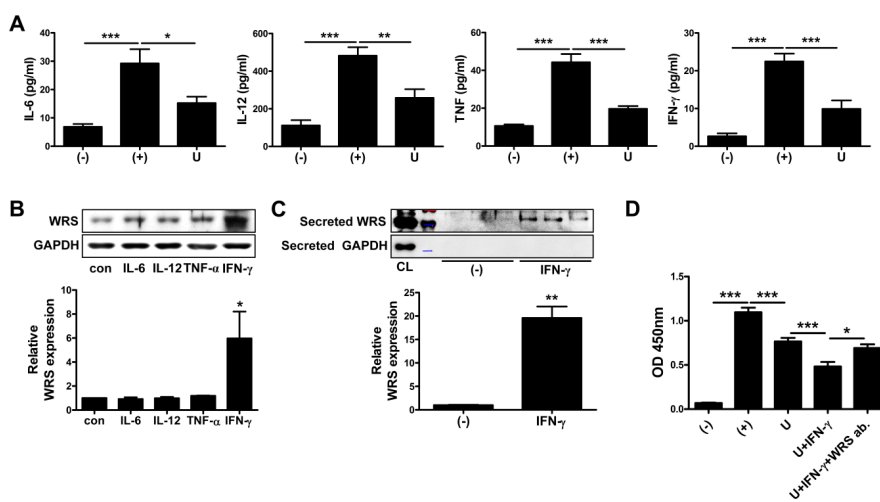 A
*** *
IL-6 (pg/ml)
40
30
20
10
0
(-) (+) U
*** **
IL-12 (pg/ml)
600
400
200
0
(-) (+) U
*** ***
TNF (pg/ml)
60
40
20
0
(-) (+) U
*** ***
IFN-γ (pg/ml)
30
20
10
0
(-) (+) U
B
WRS
GAPDH
con IL-6 IL-12 TNF-α IFN-γ
Relative
WRS expression
10
8
6
4
2
0
*
con IL-6 IL-12 TNF-α IFN-γ
C
Secreted WRS
Secreted GAPDH
CL (-) IFN-γ
Relative
WRS expression
25
20
15
10
5
0
**
(-) IFN-γ
D
OD 450nm
1.5
1.0
0.5
0.0
*** *** *** *
(-)
(+)
U
U+IFN-γ
U+IFN-γ+WRS ab.